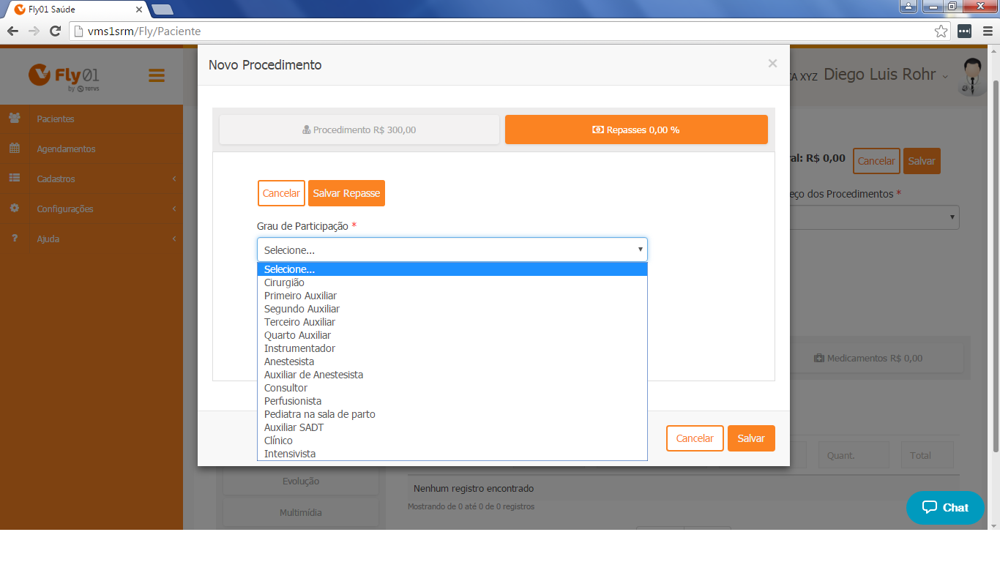 Fly01 Saúde
vms1srm/Fly/Paciente
Novo Procedimento
Fly01
by TOTVS
CA XYZ Diego Luis Rohr
Pacientes
Agendamentos
Cadastros
Configurações
Ajuda
Procedimento R$ 300,00
Repasses 0,00 %
al: R$ 0,00
Cancelar
Salvar
Cancelar
Salvar Repasse
eço dos Procedimentos *
Grau de Participação *
Selecione...
Selecione...
Cirurgião
Primeiro Auxiliar
Segundo Auxiliar
Terceiro Auxiliar
Quarto Auxiliar
Instrumentador
Anestesista
Auxiliar de Anestesista
Consultor
Perfusionista
Pediatra na sala de parto
Auxiliar SADT
Clínico
Intensivista
Medicamentos R$ 0,00
Cancelar
Salvar
Quant.
Total
Evolução
Nenhum registro encontrado
Mostrando de 0 até 0 de 0 registros
Multimídia
Chat